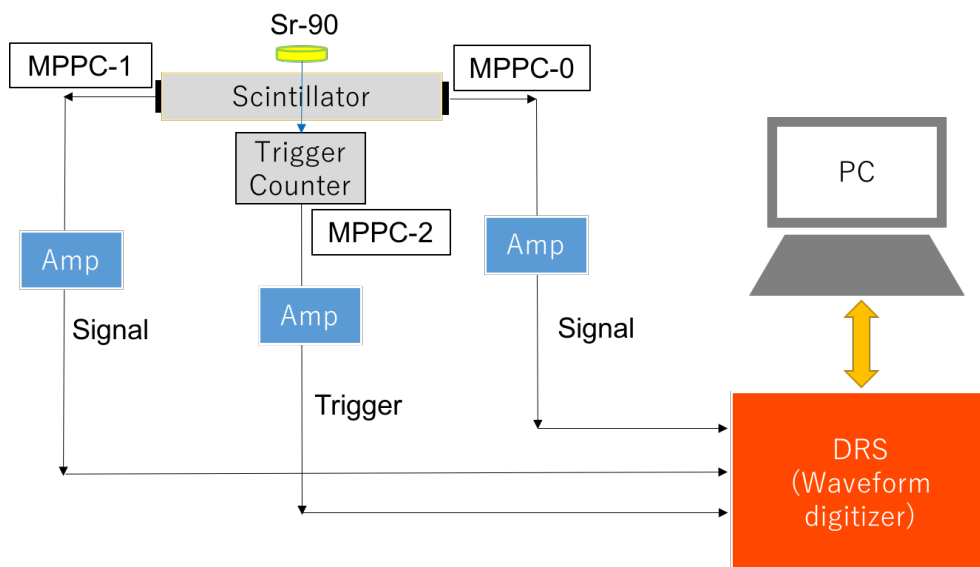 Sr-90
MPPC-1
MPPC-0
Scintillator
Trigger
Counter
MPPC-2
PC
Amp
Amp
Amp
Signal
Signal
Trigger
DRS
(Waveform
digitizer)